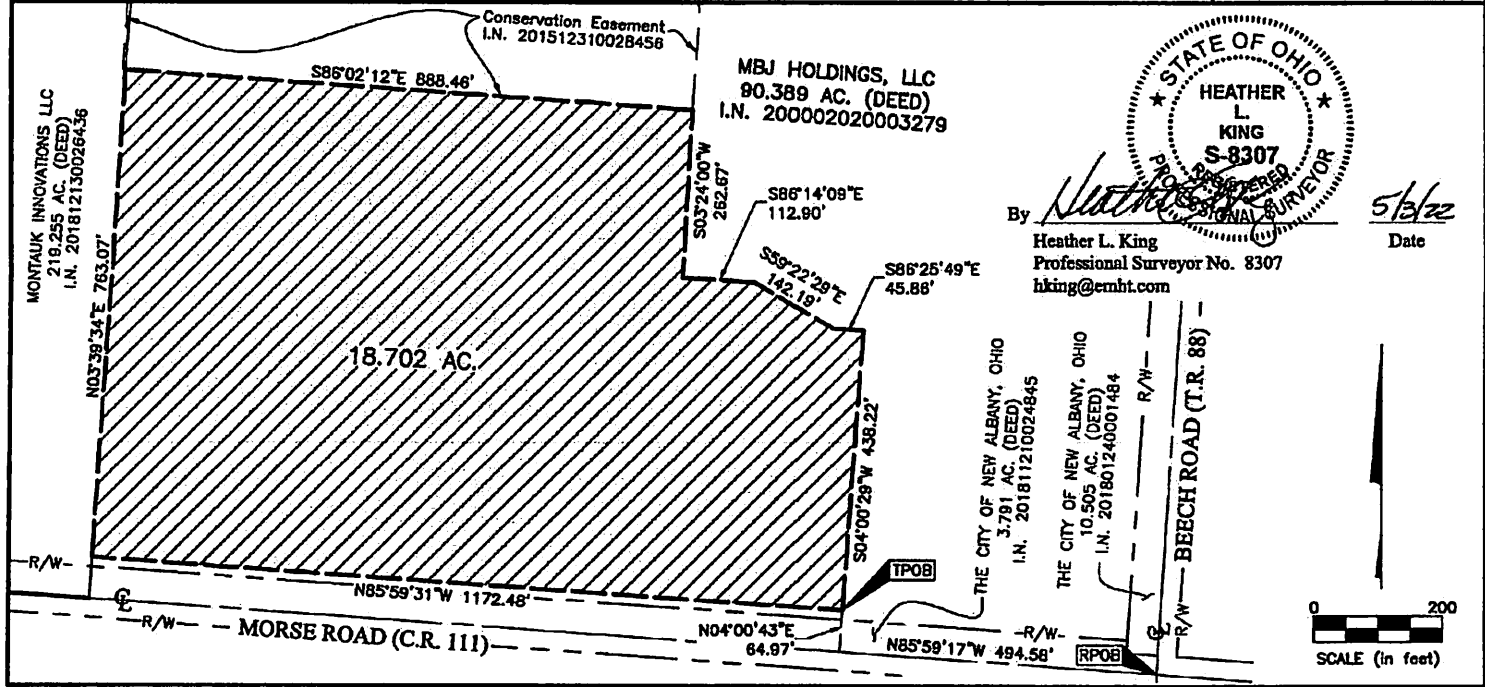 Conservation Easement
I.N. 201512310028456
S86°02'12"E 888.46'
MBJ HOLDINGS, LLC
90.389 AC. (DEED)
I.N. 200002020003279
STATE OF OHIO
HEATHER
L.
KING
S-8307
REGISTERED
PROFESSIONAL SURVEYOR
MONTAUK INNOVATIONS LLC
219.255 AC. (DEED)
I.N. 201812130026436
N03°39'34"E 763.07'
S03°24'00"W
262.67'
S86°14'09"E
112.90'
S59°22'29"E
142.19'
S86°25'49"E
45.86'
By
5/3/22
Heather L. King
Date
Professional Surveyor No. 8307
hking@emht.com
18.702 AC.
S04°00'29"W 438.22'
THE CITY OF NEW ALBANY, OHIO
3.791 AC. (DEED)
I.N. 201811210024845
THE CITY OF NEW ALBANY, OHIO
10.505 AC. (DEED)
I.N. 201801240001484
R/W
R/W
BEECH ROAD (T.R. 88)
TPOB
R/W
N85°59'31"W 1172.48'
R/W
MORSE ROAD (C.R. 111)
N04°00'43"E
64.97'
R/W
N85°59'17"W 494.58'
RPOB
0 200
SCALE (in feet)